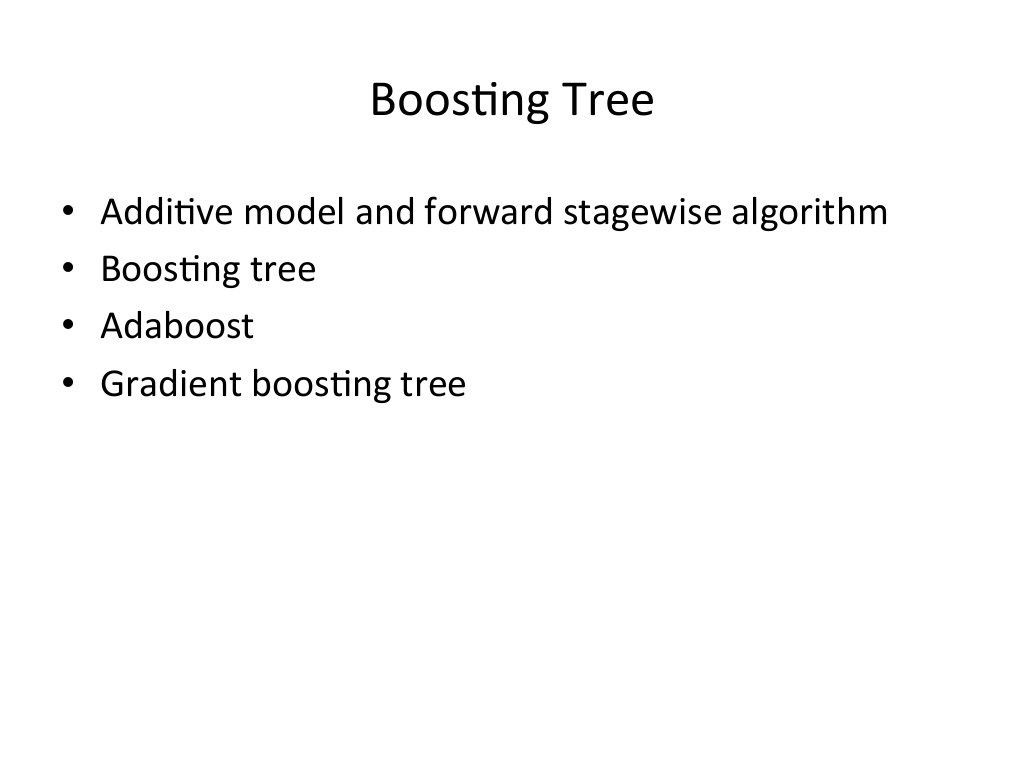 Boosting Tree
• Additive model and forward stagewise algorithm
• Boosting tree
• Adaboost
• Gradient boosting tree